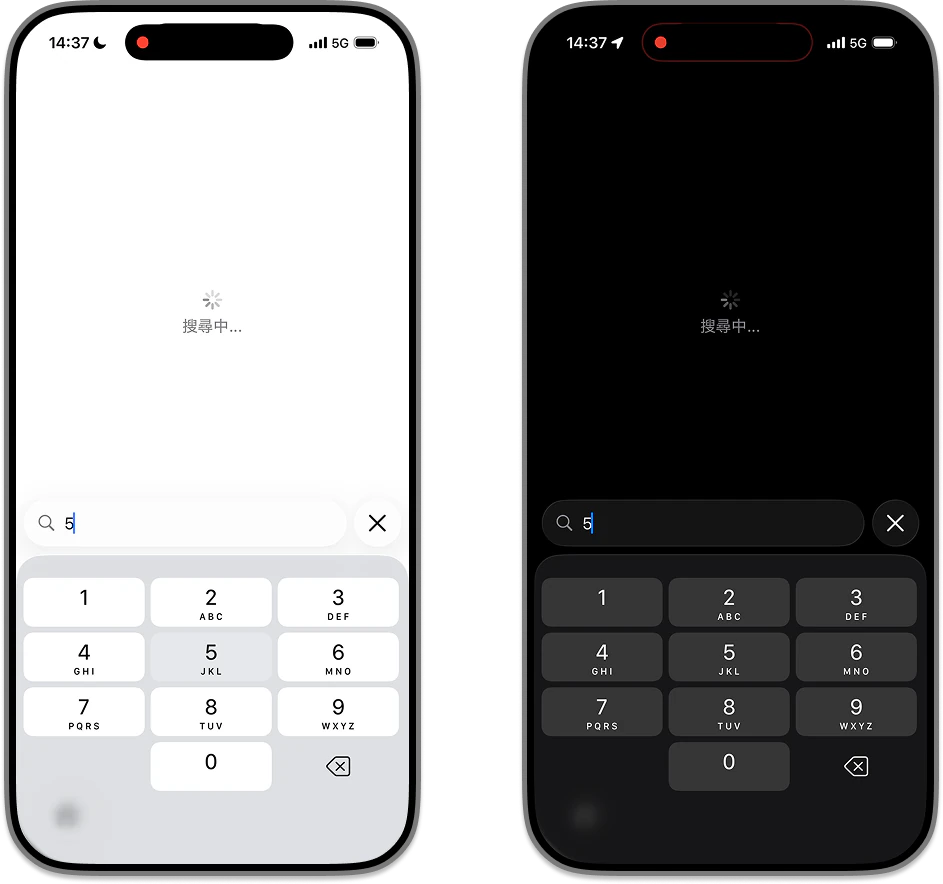 14:37 5G
搜尋中...
5
1
2 ABC
3 DEF
4 GHI
5 JKL
6 MNO
7 PQRS
8 TUV
9 WXYZ
0
14:37 5G
搜尋中...
5
1
2 ABC
3 DEF
4 GHI
5 JKL
6 MNO
7 PQRS
8 TUV
9 WXYZ
0